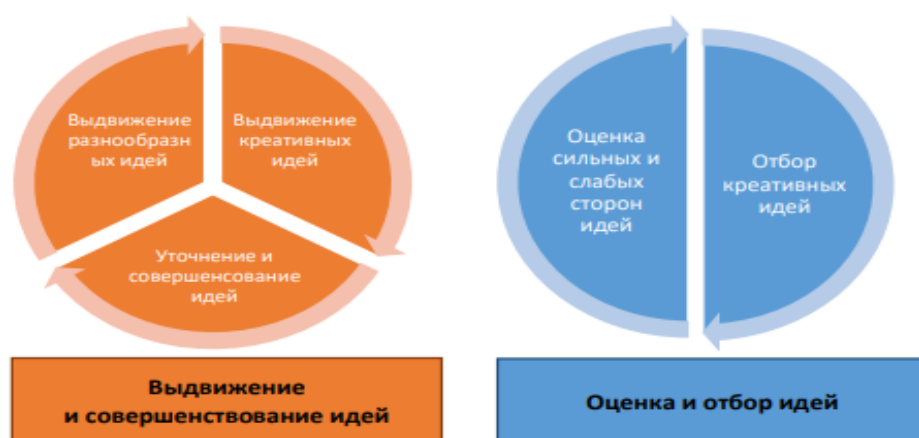 Выдвижение
разнообразн
ых идей
Выдвижение
креативных
идей
Уточнение и
совершенсование
идей
Выдвижение
и совершенствование идей
Оценка
сильных и
слабых
сторон
идей
Отбор
креативных
идей
Оценка и отбор идей